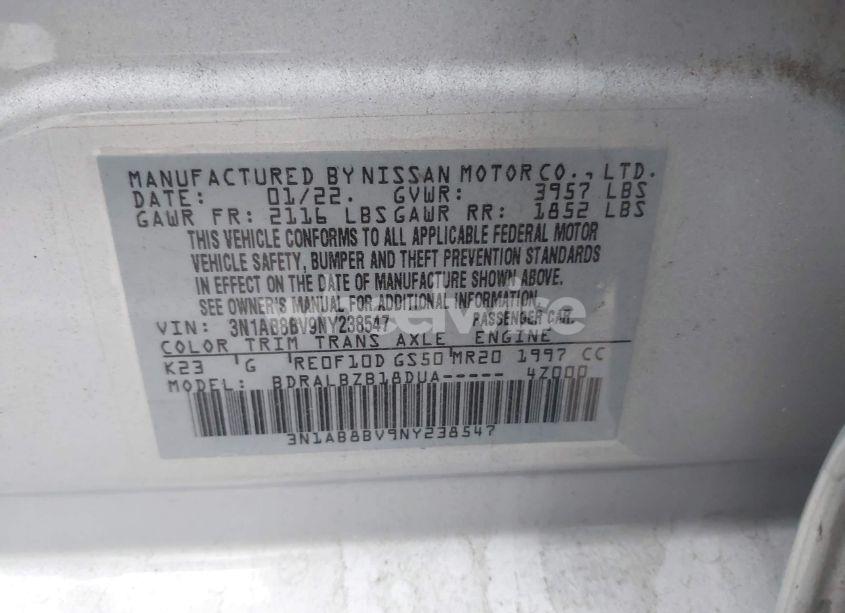 MANUFACTURED BY NISSAN MOTOR CO., LTD.
DATE: 01/22. GVWR: 3957 LBS
GAWR FR: 2116 LBS GAWR RR: 1852 LBS
THIS VEHICLE CONFORMS TO ALL APPLICABLE FEDERAL MOTOR
VEHICLE SAFETY, BUMPER AND THEFT PREVENTION STANDARDS
IN EFFECT ON THE DATE OF MANUFACTURE SHOWN ABOVE.
SEE OWNER'S MANUAL FOR ADDITIONAL INFORMATION.
VIN: 3N1AB8BV9NY238547 PASSENGER CAR.
COLOR TRIM TRANS AXLE ENGINE
K23 G RE0F10D GS50 MR20 1997 CC
MODEL: BDRALBZB18DUA----- 4Z000
3N1AB8BV9NY238547